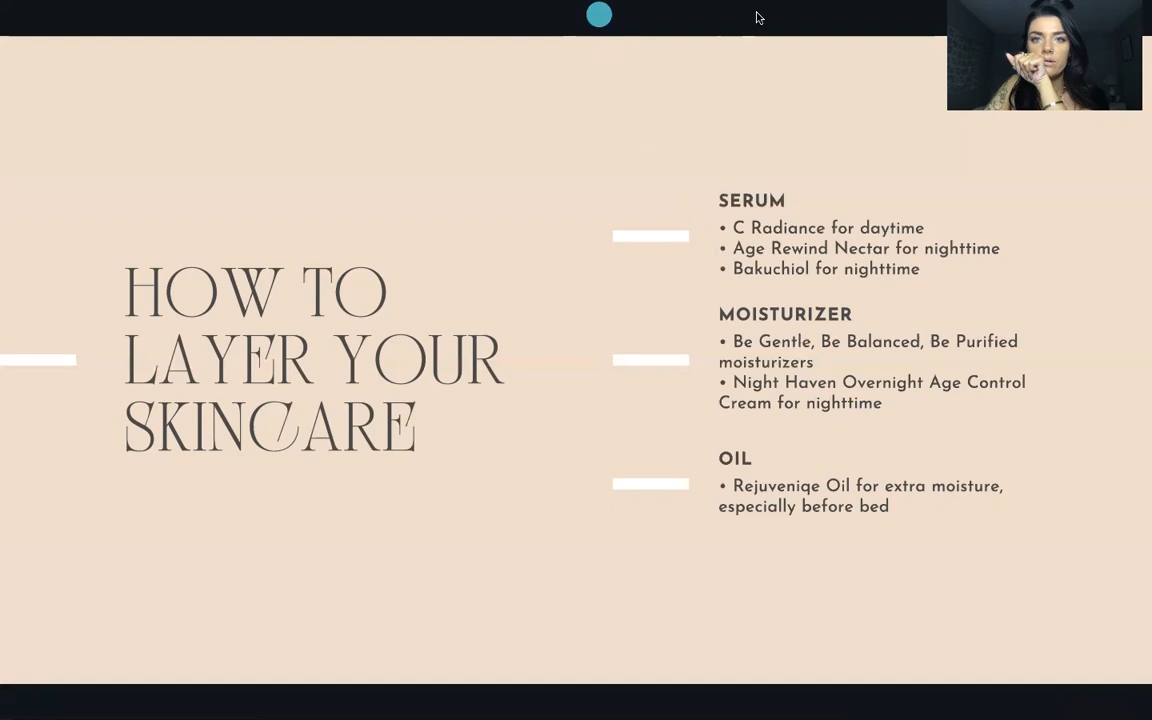 HOW TO
LAYER YOUR
SKINCARE
SERUM
• C Radiance for daytime
• Age Rewind Nectar for nighttime
• Bakuchiol for nighttime
MOISTURIZER
• Be Gentle, Be Balanced, Be Purified
moisturizers
• Night Haven Overnight Age Control
Cream for nighttime
OIL
• Rejuveniqe Oil for extra moisture,
especially before bed